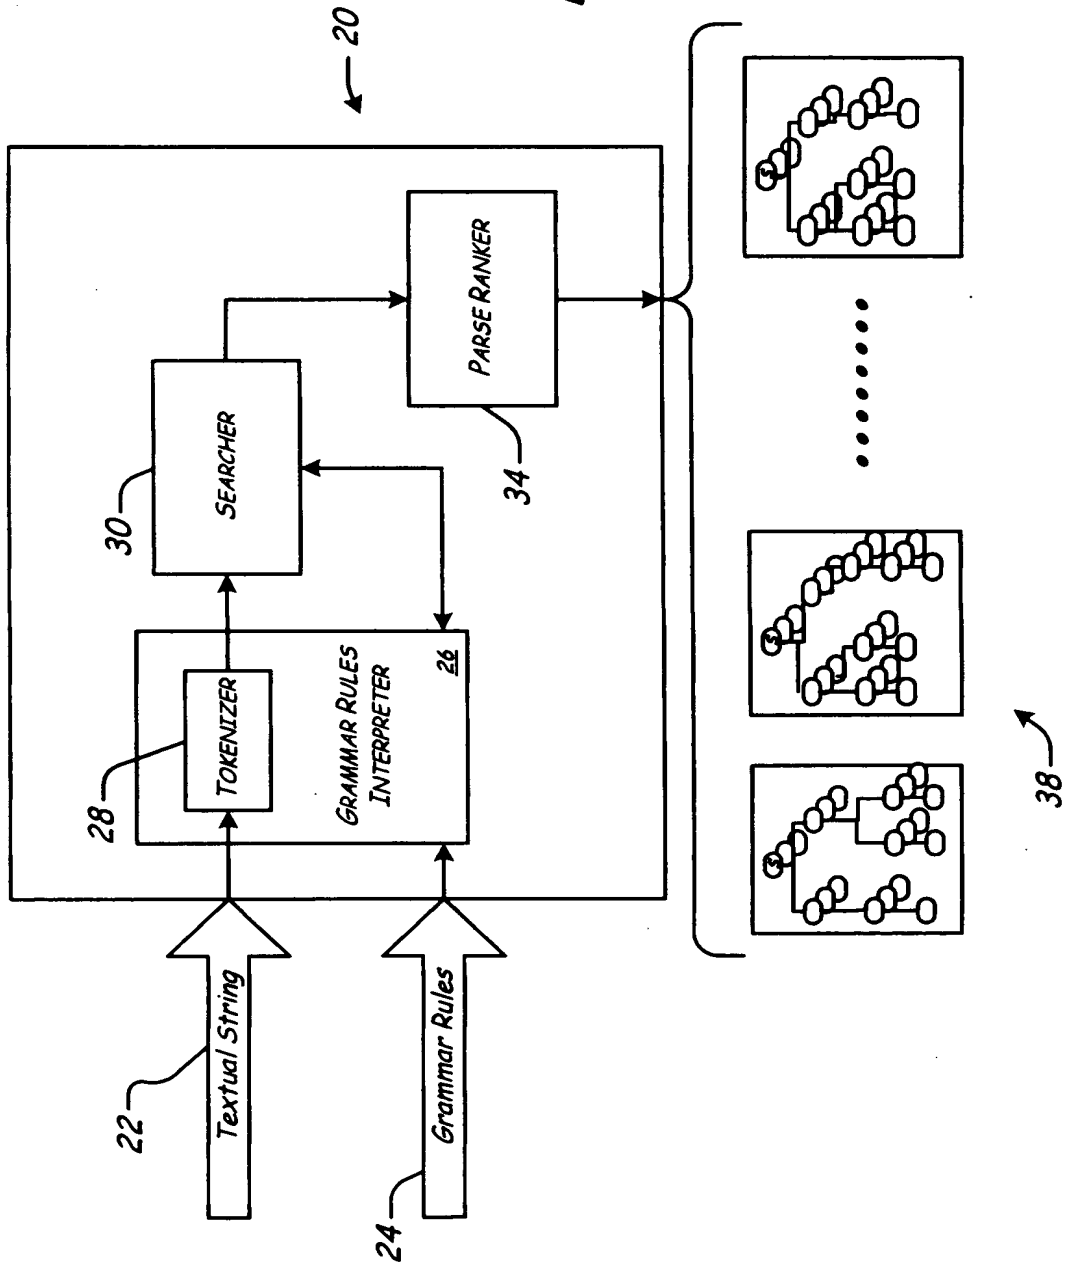 20
30
SEARCHER
PARSE RANKER
34
28
TOKENIZER
GRAMMAR RULES
INTERPRETER
26
22
Textual String
24
Grammar Rules
S
S
S
38